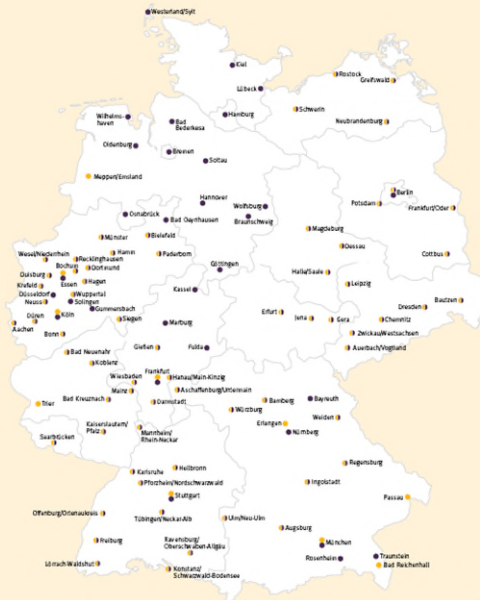 Westerland/Sylt
Kiel
Rostock
Greifswald
Lübeck
Schwerin
Wilhelms-
haven
Bad
Bederkesa
Hamburg
Neubrandenburg
Oldenburg
Bremen
Soltau
Meppen/Emsland
Berlin
Hannover
Wolfsburg
Potsdam
Frankfurt/Oder
Osnabrück
Bad Oeynhausen
Braunschweig
Magdeburg
Münster
Bielefeld
Dessau
Wesel/Niederrhein
Hamm
Paderborn
Cottbus
Recklinghausen
Bochum
Dortmund
Göttingen
Halle/Saale
Duisburg
Essen
Hagen
Leipzig
Krefeld
Kassel
Düsseldorf
Wuppertal
Bautzen
Neuss
Solingen
Dresden
Gummersbach
Erfurt
Düren
Köln
Siegen
Marburg
Jena
Gera
Chemnitz
Aachen
Zwickau/Westsachsen
Bonn
Gießen
Fulda
Auerbach/Vogtland
Bad Neuenahr
Koblenz
Frankfurt
Wiesbaden
Hanau/Main-Kinzig
Mainz
Aschaffenburg/Untermain
Trier
Bad Kreuznach
Darmstadt
Bamberg
Bayreuth
Würzburg
Weiden
Kaiserslautern/
Pfalz
Erlangen
Mannheim/
Rhein-Neckar
Nürnberg
Saarbrücken
Karlsruhe
Heilbronn
Regensburg
Pforzheim/Nordschwarzwald
Ingolstadt
Stuttgart
Passau
Offenburg/Ortenaukreis
Tübingen/Neckar-Alb
Ulm/Neu-Ulm
Augsburg
Freiburg
Ravensburg/
Oberschwaben-Allgäu
München
Rosenheim
Traunstein
Lörrach Waldshut
Bad Reichenhall
Konstanz/
Schwarzwald-Bodensee